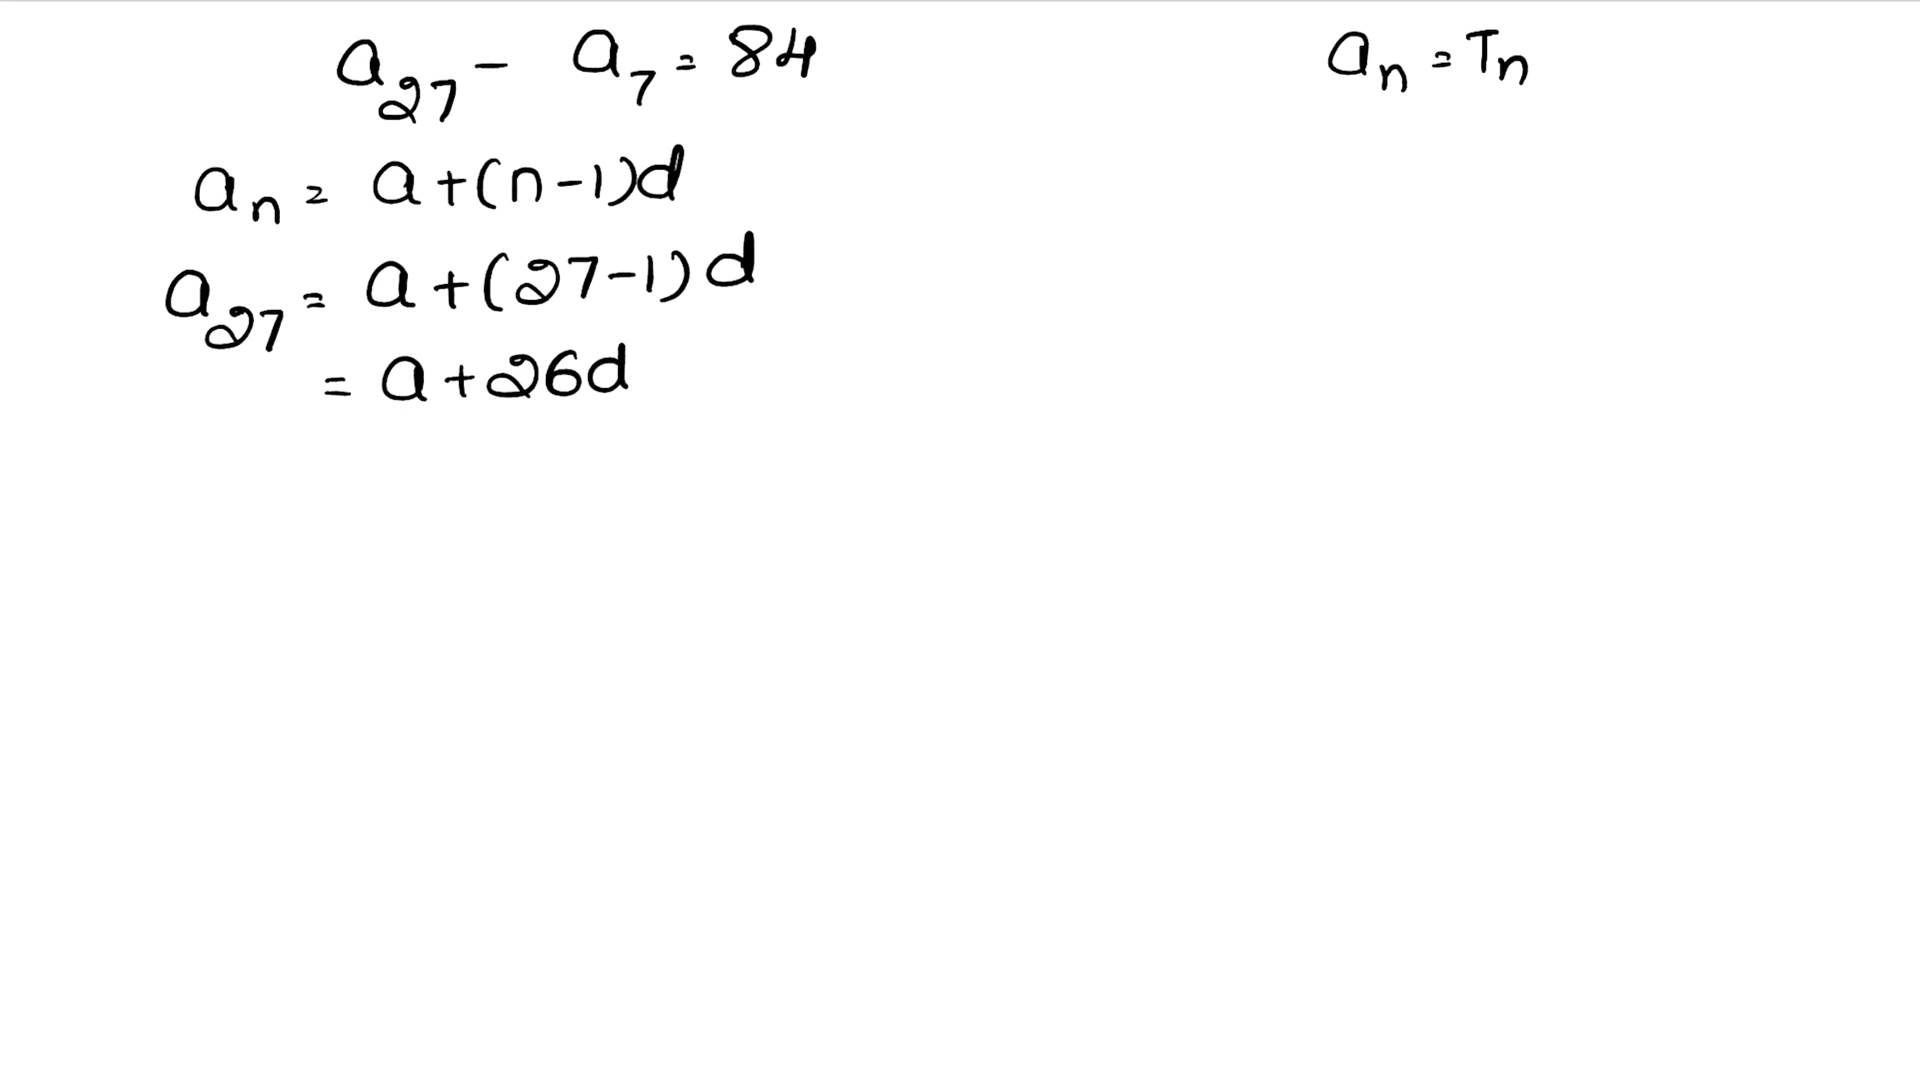 a₂₇ - a₇ = 84
aₙ = Tₙ
aₙ = a+(n-1)d
a₂₇ = a+(27-1)d
= a+26d